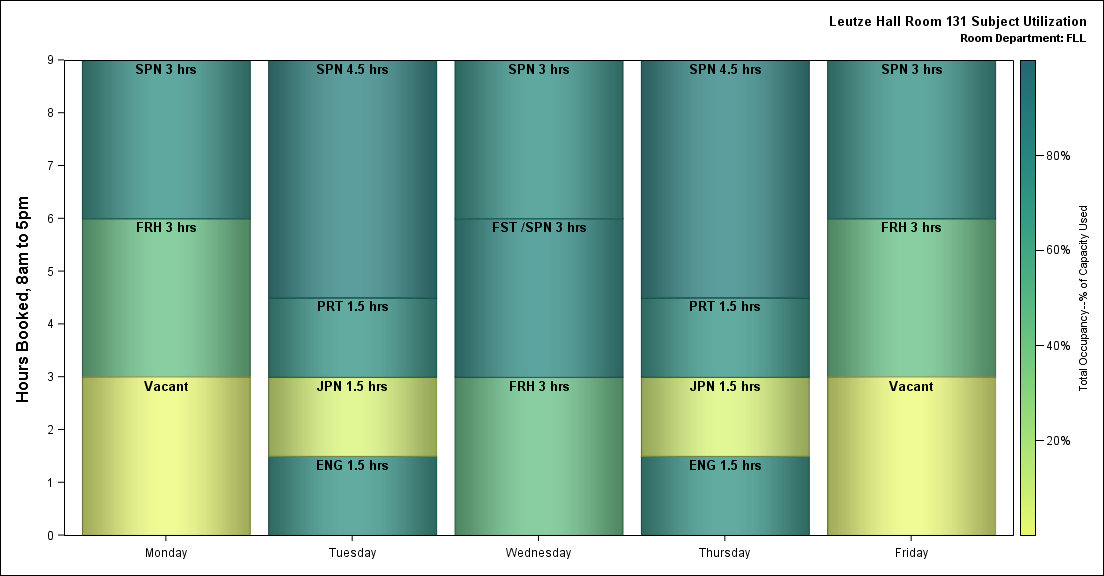 Leutze Hall Room 131 Subject Utilization
Room Department: FLL
Hours Booked, 8am to 5pm
9
8
7
6
5
4
3
2
1
0
SPN 3 hrs
FRH 3 hrs
Vacant
SPN 4.5 hrs
PRT 1.5 hrs
JPN 1.5 hrs
ENG 1.5 hrs
SPN 3 hrs
FST /SPN 3 hrs
FRH 3 hrs
SPN 4.5 hrs
PRT 1.5 hrs
JPN 1.5 hrs
ENG 1.5 hrs
SPN 3 hrs
FRH 3 hrs
Vacant
Monday
Tuesday
Wednesday
Thursday
Friday
80%
60%
40%
20%
Total Occupancy--% of Capacity Used